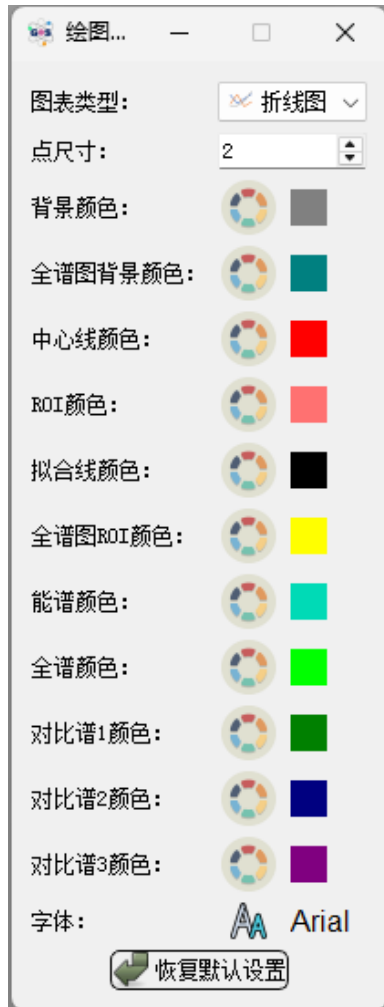 绘图...
图表类型： 折线图
点尺寸： 2
背景颜色：
全谱图背景颜色：
中心线颜色：
ROI颜色：
拟合线颜色：
全谱图ROI颜色：
能谱颜色：
全谱颜色：
对比谱1颜色：
对比谱2颜色：
对比谱3颜色：
字体： AA Arial
恢复默认设置